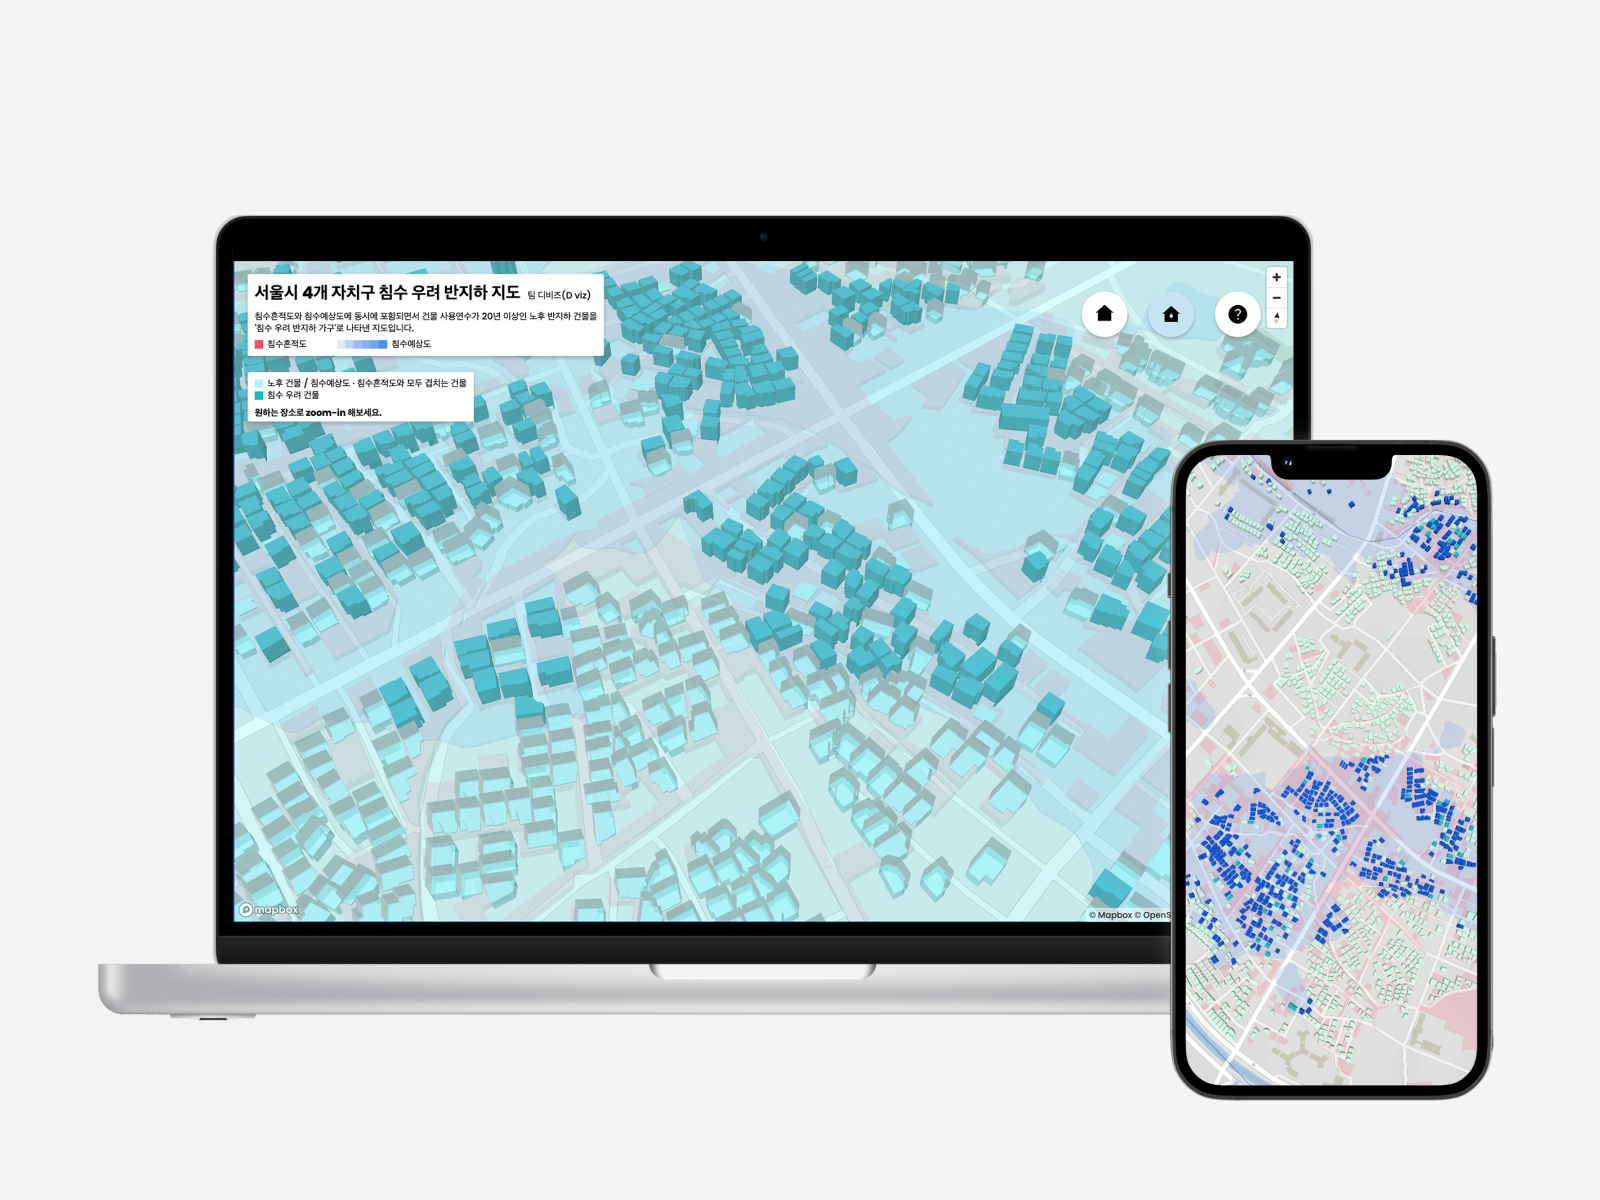 서울시 4개 자치구 침수 우려 반지하 지도 팀 디비즈(D viz)
침수흔적도와 침수예상도에 동시에 포함되면서 건물 사용연수가 20년 이상인 노후 반지하 건물을
'침수 우려 반지하 가구'로 나타낸 지도입니다.
침수흔적도 침수예상도
노후 건물 / 침수예상도 · 침수흔적도와 모두 겹치는 건물
침수 우려 건물
원하는 장소로 zoom-in 해보세요.
?
+
−
mapbox
© Mapbox © OpenS